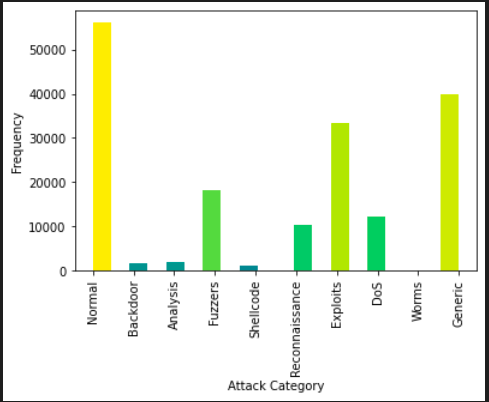 Frequency
50000
40000
30000
20000
10000
0
Normal
Backdoor
Analysis
Fuzzers
Shellcode
Reconnaissance
Exploits
DoS
Worms
Generic
Attack Category